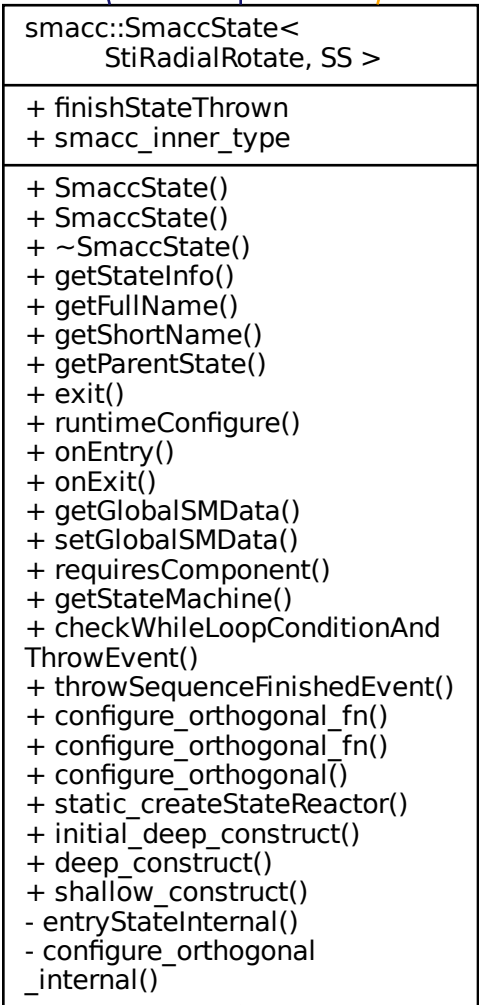 smacc::SmaccState<
StiRadialRotate, SS >
+ finishStateThrown
+ smacc_inner_type
+ SmaccState()
+ SmaccState()
+ ~SmaccState()
+ getStateInfo()
+ getFullName()
+ getShortName()
+ getParentState()
+ exit()
+ runtimeConfigure()
+ onEntry()
+ onExit()
+ getGlobalSMData()
+ setGlobalSMData()
+ requiresComponent()
+ getStateMachine()
+ checkWhileLoopConditionAnd
ThrowEvent()
+ throwSequenceFinishedEvent()
+ configure_orthogonal_fn()
+ configure_orthogonal_fn()
+ configure_orthogonal()
+ static_createStateReactor()
+ initial_deep_construct()
+ deep_construct()
+ shallow_construct()
- entryStateInternal()
- configure_orthogonal
_internal()